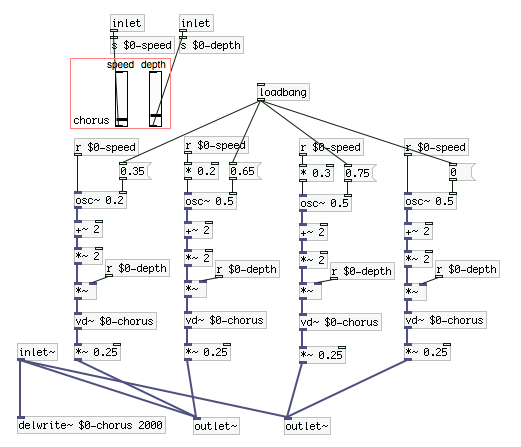 inlet inlet
s $0-speed s $0-depth
speed depth
chorus
loadbang
r $0-speed r $0-speed r $0-speed r $0-speed
0.35 * 0.2 0.65 * 0.3 0.75 0
osc~ 0.2 osc~ 0.5 osc~ 0.5 osc~ 0.5
+~ 2 +~ 2 +~ 2 +~ 2
*~ 2 *~ 2 *~ 2 *~ 2
r $0-depth r $0-depth r $0-depth r $0-depth
*~ *~ *~ *~
vd~ $0-chorus vd~ $0-chorus vd~ $0-chorus vd~ $0-chorus
inlet~ *~ 0.25 *~ 0.25 *~ 0.25 *~ 0.25
delwrite~ $0-chorus 2000 outlet~ outlet~